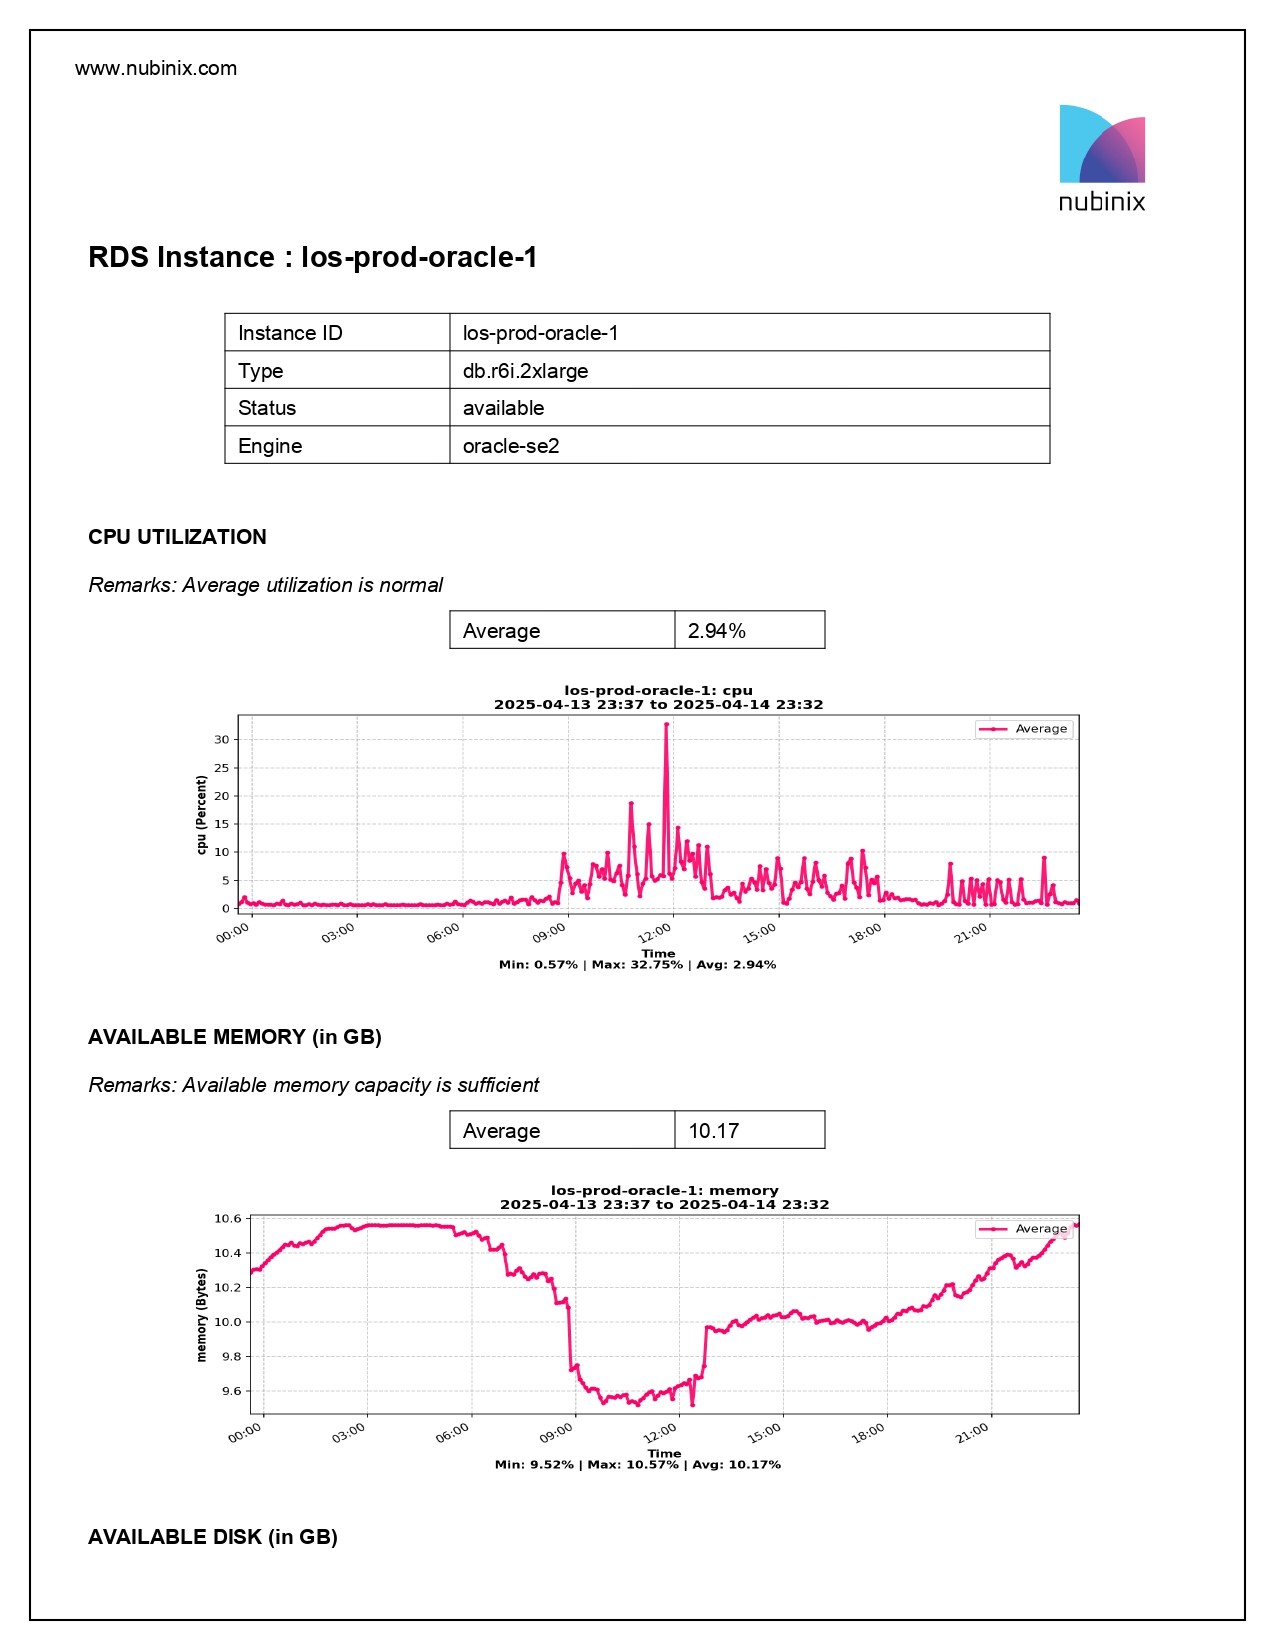 www.nubinix.com
nubinix
RDS Instance : los-prod-oracle-1
Instance ID los-prod-oracle-1
Type db.r6i.2xlarge
Status available
Engine oracle-se2
CPU UTILIZATION
Remarks: Average utilization is normal
Average 2.94%
los-prod-oracle-1: cpu
2025-04-13 23:37 to 2025-04-14 23:32
Average
30
25
20
15
10
5
0
cpu (Percent)
00:00 03:00 06:00 09:00 12:00 15:00 18:00 21:00
Time
Min: 0.57% | Max: 32.75% | Avg: 2.94%
AVAILABLE MEMORY (in GB)
Remarks: Available memory capacity is sufficient
Average 10.17
los-prod-oracle-1: memory
2025-04-13 23:37 to 2025-04-14 23:32
Average
10.6
10.4
10.2
10.0
9.8
9.6
memory (Bytes)
00:00 03:00 06:00 09:00 12:00 15:00 18:00 21:00
Time
Min: 9.52% | Max: 10.57% | Avg: 10.17%
AVAILABLE DISK (in GB)